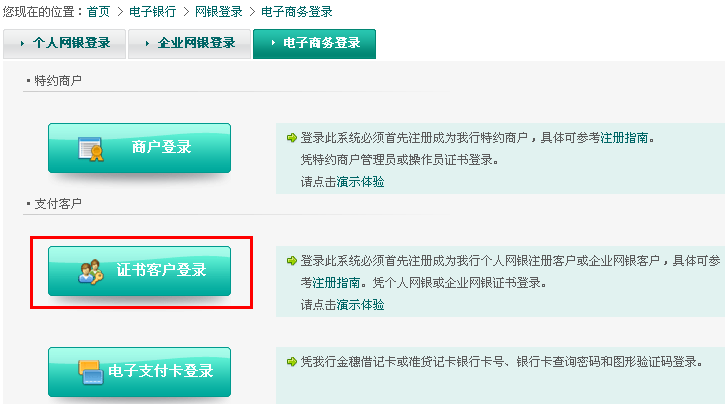 您现在的位置：首页 > 电子银行 > 网银登录 > 电子商务登录
个人网银登录 企业网银登录 电子商务登录
特约商户
商户登录
登录此系统必须首先注册成为我行特约商户，具体可参考注册指南。
凭特约商户管理员或操作员证书登录。
请点击演示体验
支付客户
证书客户登录
登录此系统必须首先注册成为我行个人网银注册客户或企业网银客户，具体可参
考注册指南。凭个人网银或企业网银证书登录。
请点击演示体验
电子支付卡登录
凭我行金穗借记卡或准贷记卡银行卡号、银行卡查询密码和图形验证码登录。